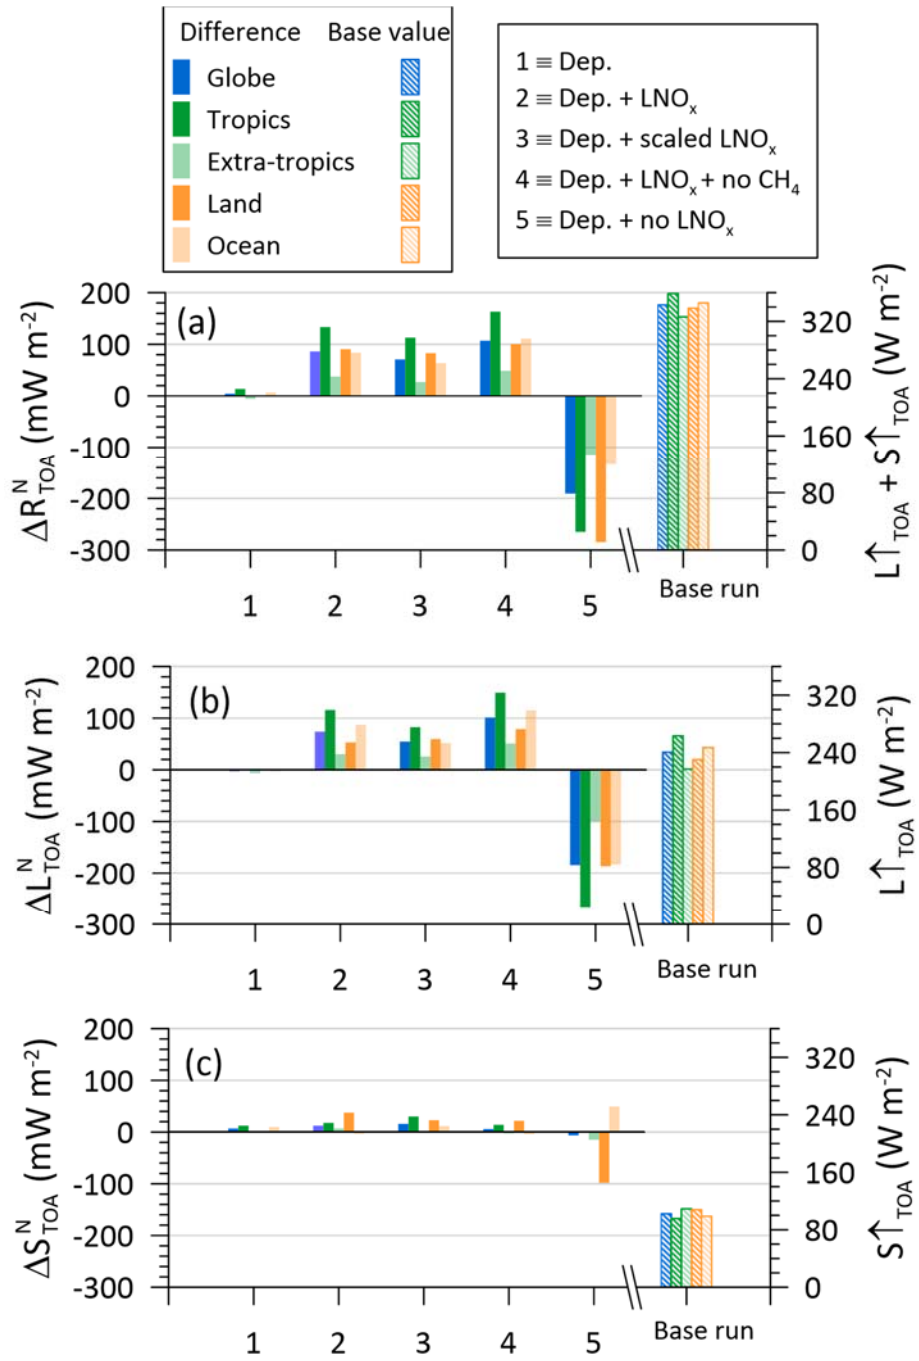 Difference Base value
Globe
Tropics
Extra-tropics
Land
Ocean
1 ≡ Dep.
2 ≡ Dep. + LNOₓ
3 ≡ Dep. + scaled LNOₓ
4 ≡ Dep. + LNOₓ + no CH₄
5 ≡ Dep. + no LNOₓ
(a)
ΔR^N_TOA (mW m⁻²)
200
100
0
-100
-200
-300
320
240
160
80
0
L↑_TOA + S↑_TOA (W m⁻²)
1 2 3 4 5 Base run
(b)
ΔL^N_TOA (mW m⁻²)
200
100
0
-100
-200
-300
320
240
160
80
0
L↑_TOA (W m⁻²)
1 2 3 4 5 Base run
(c)
ΔS^N_TOA (mW m⁻²)
200
100
0
-100
-200
-300
320
240
160
80
0
S↑_TOA (W m⁻²)
1 2 3 4 5 Base run